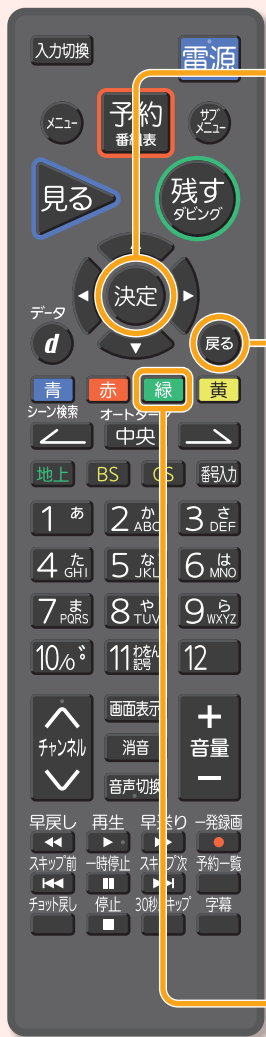 入力切換
電源
メニュー
予約
番組表
サブ
メニュー
見る
残す
ダビング
決定
データ
d
戻る
青 赤 緑 黄
シーン検索
中央
地上 BS CS 番号入力
1 あ
2 か ABC
3 さ DEF
4 た GHI
5 な JKL
6 は MNO
7 ま PQRS
8 や TUV
9 ら WXYZ
10/0
11 わをん 記号
12
チャンネル
画面表示
消音
音声切換
+
音量
−
早戻し 再生 早送り 一発録画
スキップ前 一時停止 スキップ次 予約一覧
チョット戻し 停止 30秒スキップ 字幕